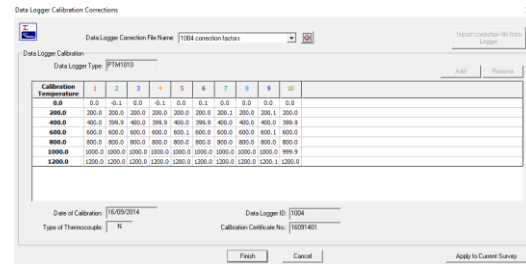 Data Logger Calibration Corrections
Data Logger Correction File Name: 1004 correction factors
Import correction file from Logger
Data Logger Calibration
Data Logger Type: PTM1010
Add Remove
Calibration Temperature 1 2 3 4 5 6 7 8 9 10
0.0 0.0 -0.1 0.0 -0.1 0.0 0.1 0.0 0.0 0.0 0.0
200.0 200.0 200.0 200.0 200.0 200.0 200.0 200.1 200.0 200.1 200.0
400.0 400.0 399.9 400.0 399.9 400.0 399.9 400.0 400.0 400.0 399.9
600.0 600.0 600.0 600.0 600.0 600.1 600.0 600.0 600.0 600.1 600.0
800.0 800.0 800.0 800.0 800.0 800.0 800.0 800.0 800.0 800.0 800.0
1000.0 1000.0 1000.0 1000.0 1000.0 1000.0 1000.0 1000.0 1000.0 1000.0 999.9
1200.0 1200.0 1200.0 1200.0 1200.0 1200.0 1200.0 1200.0 1200.0 1200.1 1200.0
Date of Calibration: 16/09/2014 Data Logger ID: 1004
Type of Thermocouple: N Calibration Certificate No.: 16091401
Finish Cancel Apply to Current Survey